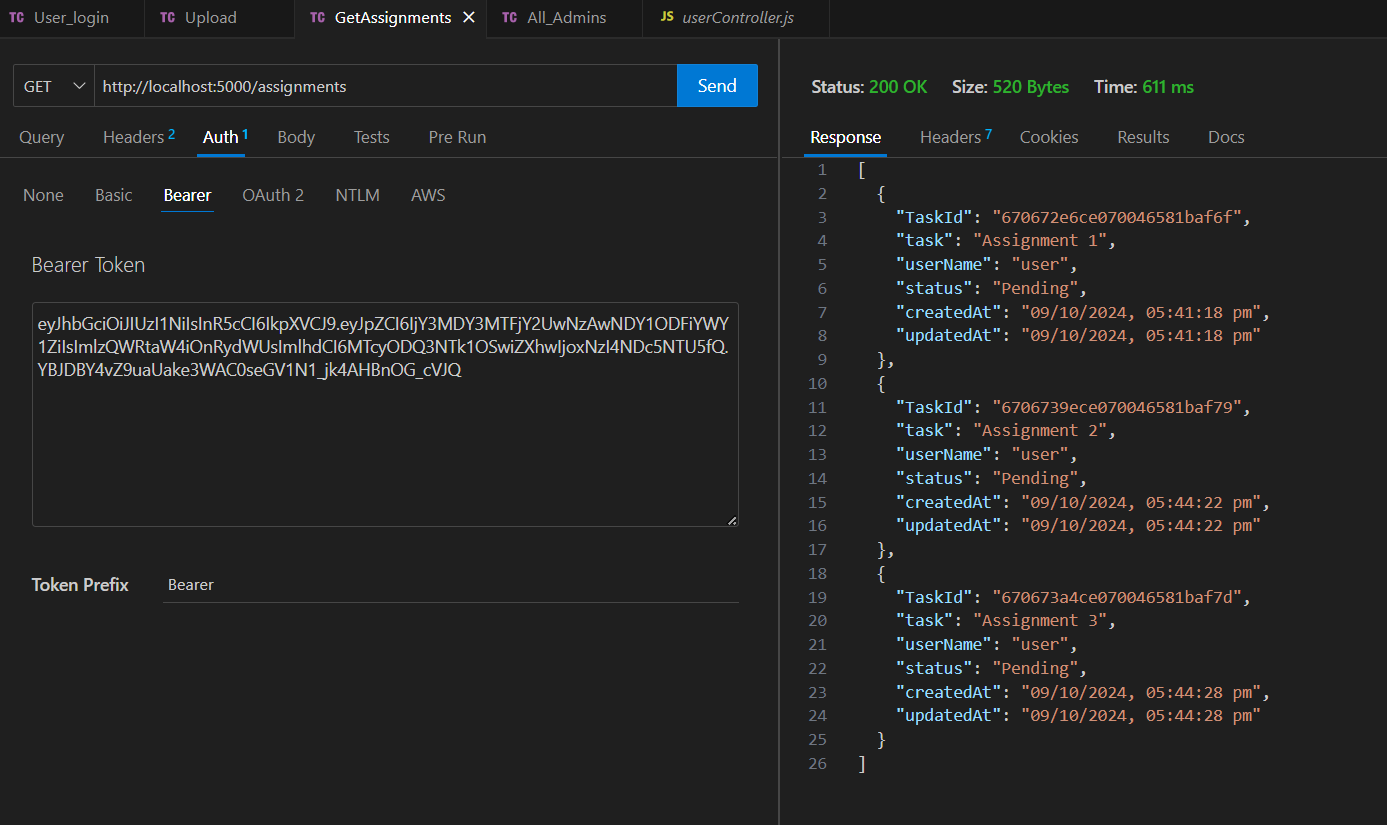 TC User_login TC Upload TC GetAssignments × TC All_Admins JS userController.js
GET http://localhost:5000/assignments Send
Query Headers 2 Auth 1 Body Tests Pre Run
None Basic Bearer OAuth 2 NTLM AWS
Bearer Token
eyJhbGciOiJIUzI1NiIsInR5cCI6IkpXVCJ9.eyJpZCI6IjY3MDY3MTFjY2UwNzAwNDY1ODFiYWY
1ZiIsImlzQWRtaW4iOnRydWUsImlhdCI6MTcyODQ3NTk1OSwiZXhwIjoxNzI4NDc5NTU5fQ.
YBJDBY4vZ9uaUake3WAC0seGV1N1_jk4AHBnOG_cVJQ
Token Prefix Bearer
Status: 200 OK Size: 520 Bytes Time: 611 ms
Response Headers 7 Cookies Results Docs
1 [
2 {
3 "TaskId": "670672e6ce070046581baf6f",
4 "task": "Assignment 1",
5 "userName": "user",
6 "status": "Pending",
7 "createdAt": "09/10/2024, 05:41:18 pm",
8 "updatedAt": "09/10/2024, 05:41:18 pm"
9 },
10 {
11 "TaskId": "6706739ece070046581baf79",
12 "task": "Assignment 2",
13 "userName": "user",
14 "status": "Pending",
15 "createdAt": "09/10/2024, 05:44:22 pm",
16 "updatedAt": "09/10/2024, 05:44:22 pm"
17 },
18 {
19 "TaskId": "670673a4ce070046581baf7d",
20 "task": "Assignment 3",
21 "userName": "user",
22 "status": "Pending",
23 "createdAt": "09/10/2024, 05:44:28 pm",
24 "updatedAt": "09/10/2024, 05:44:28 pm"
25 }
26 ]